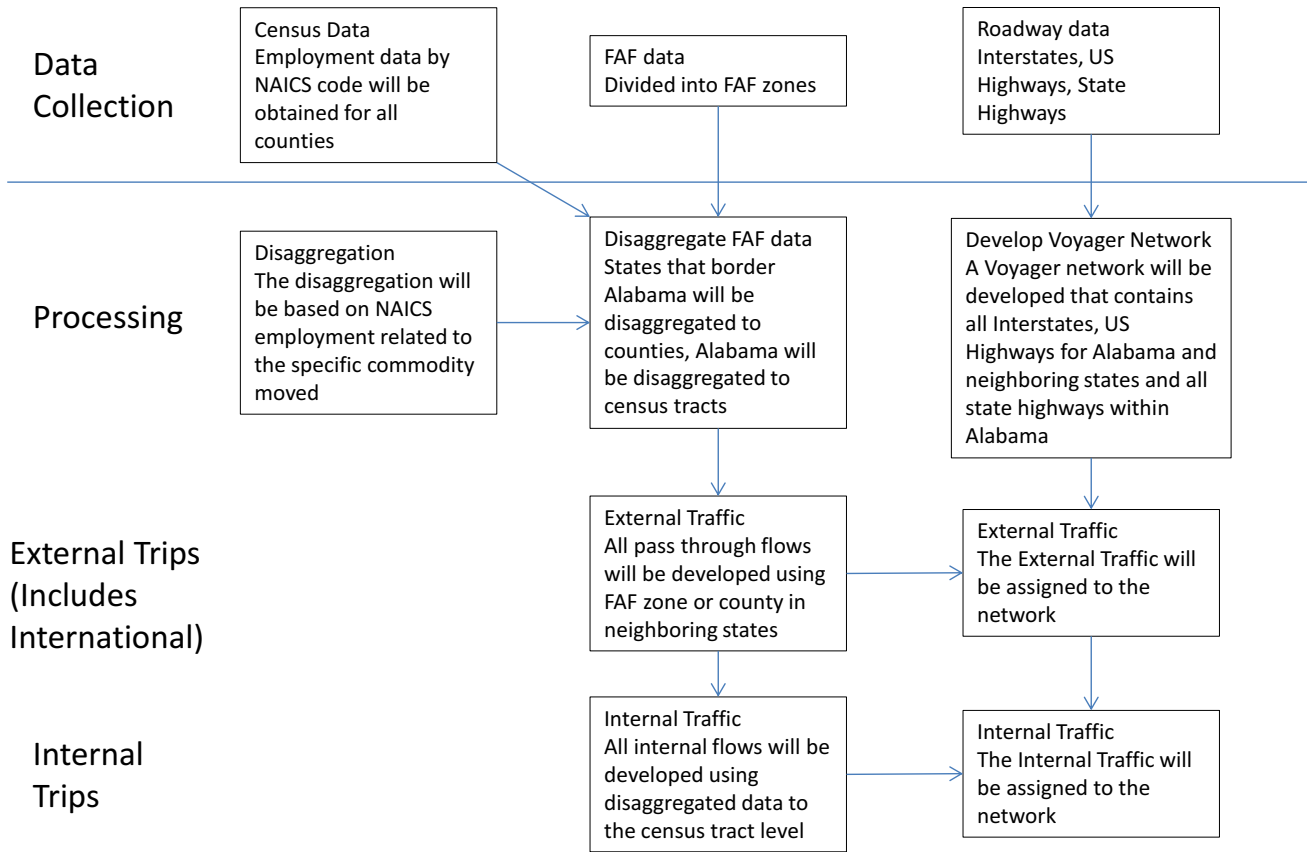 Data
Collection
Census Data
Employment data by
NAICS code will be
obtained for all
counties
FAF data
Divided into FAF zones
Roadway data
Interstates, US
Highways, State
Highways
Processing
Disaggregation
The disaggregation will
be based on NAICS
employment related to
the specific commodity
moved
Disaggregate FAF data
States that border
Alabama will be
disaggregated to
counties, Alabama will
be disaggregated to
census tracts
Develop Voyager Network
A Voyager network will be
developed that contains
all Interstates, US
Highways for Alabama and
neighboring states and all
state highways within
Alabama
External Trips
(Includes
International)
External Traffic
All pass through flows
will be developed using
FAF zone or county in
neighboring states
External Traffic
The External Traffic will
be assigned to the
network
Internal
Trips
Internal Traffic
All internal flows will be
developed using
disaggregated data to
the census tract level
Internal Traffic
The Internal Traffic will
be assigned to the
network